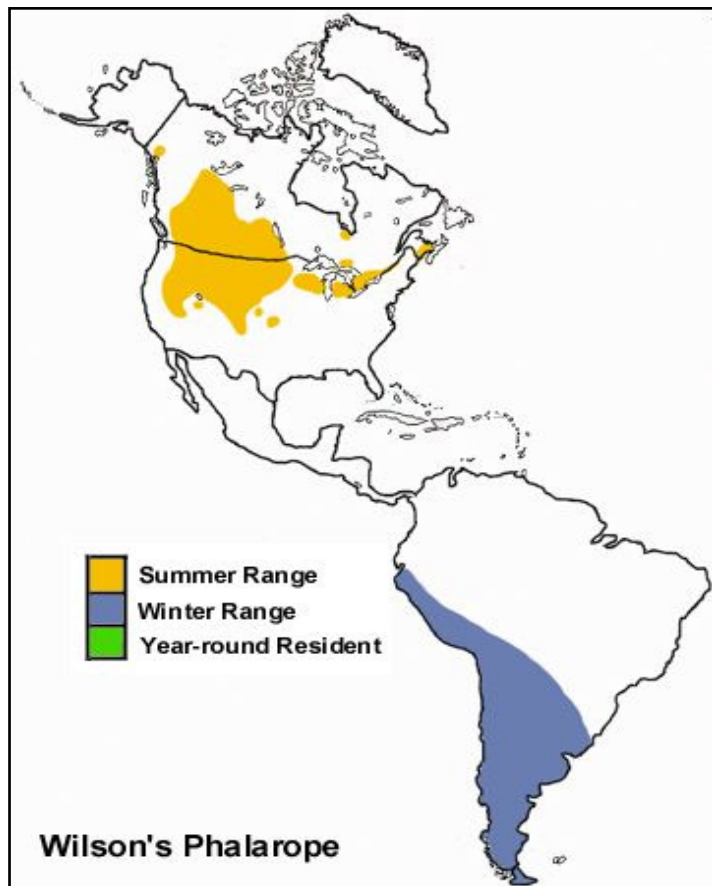 Summer Range
Winter Range
Year-round Resident
Wilson's Phalarope